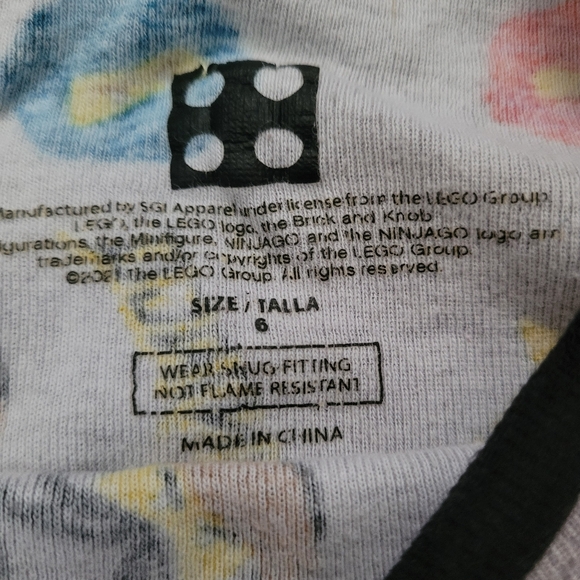 Manufactured by SGI Apparel under license from the LEGO Group.
LEGO, the LEGO logo, the Brick and Knob
igurations, the Minifigure, NINJAGO and the NINJAGO logo are
trademarks and/or copyrights of the LEGO Group.
©2021 The LEGO Group. All rights reserved.
SIZE / TALLA
6
WEAR SNUG-FITTING
NOT FLAME RESISTANT
MADE IN CHINA